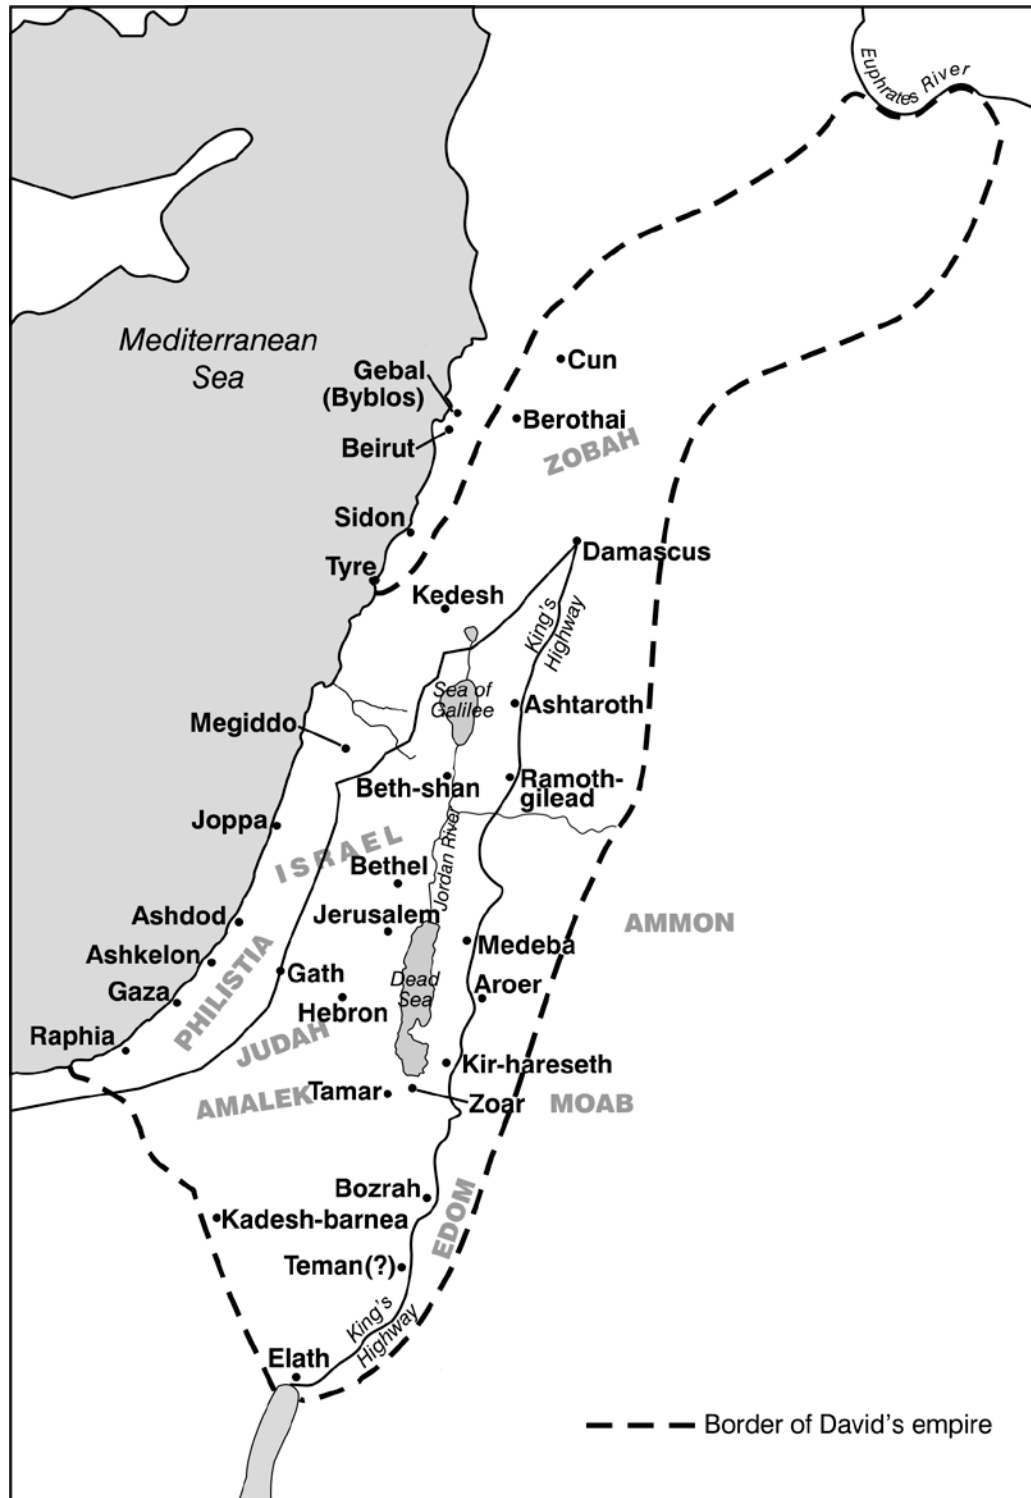 Euphrates River
Mediterranean
Sea
Gebal
(Byblos)
Cun
Berothai
Beirut
ZOBAH
Sidon
Damascus
Tyre
Kedesh
King's
Highway
Sea of
Galilee
Ashtaroth
Megiddo
Beth-shan
Ramoth-
gilead
Joppa
ISRAEL
Jordan River
Bethel
Jerusalem
Ashdod
AMMON
Medeba
Ashkelon
PHILISTIA
Gath
Dead
Sea
Aroer
Gaza
Hebron
Raphia
JUDAH
Kir-hareseth
AMALEK
Tamar
Zoar
MOAB
Bozrah
EDOM
Kadesh-barnea
Teman(?)
King's
Highway
Elath
Border of David's empire